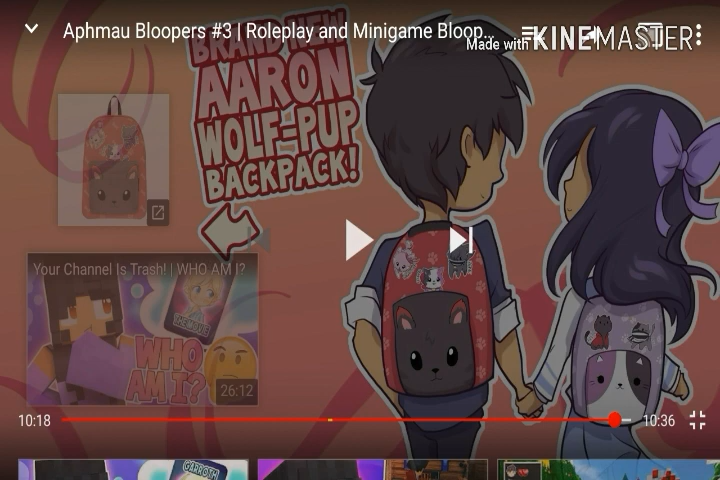 Aphmau Bloopers #3 | Roleplay and Minigame Bloop...
Made with KINEMASTER
BRAND NEW
AARON
WOLF-PUP
BACKPACK!
Your Channel Is Trash! | WHO AM I?
WHO
AM I?
26:12
10:18
10:36
GARROTH